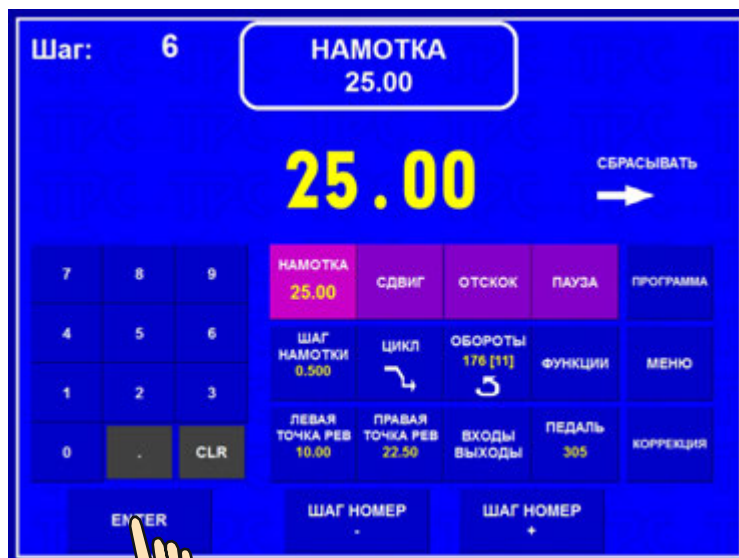 Шаг: 6
НАМОТКА
25.00
25.00
СБРАСЫВАТЬ
7 8 9
4 5 6
1 2 3
0 . CLR
ENTER
НАМОТКА
25.00
СДВИГ
ОТСКОК
ПАУЗА
ПРОГРАММА
ШАГ
НАМОТКИ
0.500
ЦИКЛ
ОБОРОТЫ
176 [11]
ФУНКЦИИ
МЕНЮ
ЛЕВАЯ
ТОЧКА РЕВ
10.00
ПРАВАЯ
ТОЧКА РЕВ
22.50
ВХОДЫ
ВЫХОДЫ
ПЕДАЛЬ
305
КОРРЕКЦИЯ
ШАГ НОМЕР
-
ШАГ НОМЕР
+